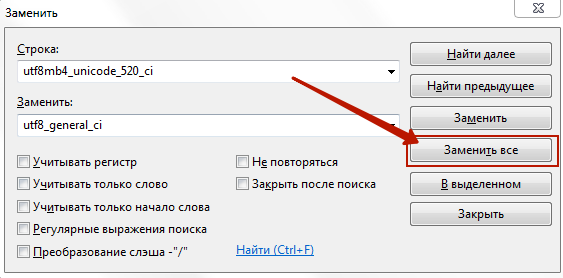 Заменить
Строка:
utf8mb4_unicode_520_ci
Заменить:
utf8_general_ci
Учитывать регистр
Учитывать только слово
Учитывать только начало слова
Регулярные выражения поиска
Преобразование слэша -"/"
Не повторяться
Закрыть после поиска
Найти (Ctrl+F)
Найти далее
Найти предыдущее
Заменить
Заменить все
В выделенном
Закрыть